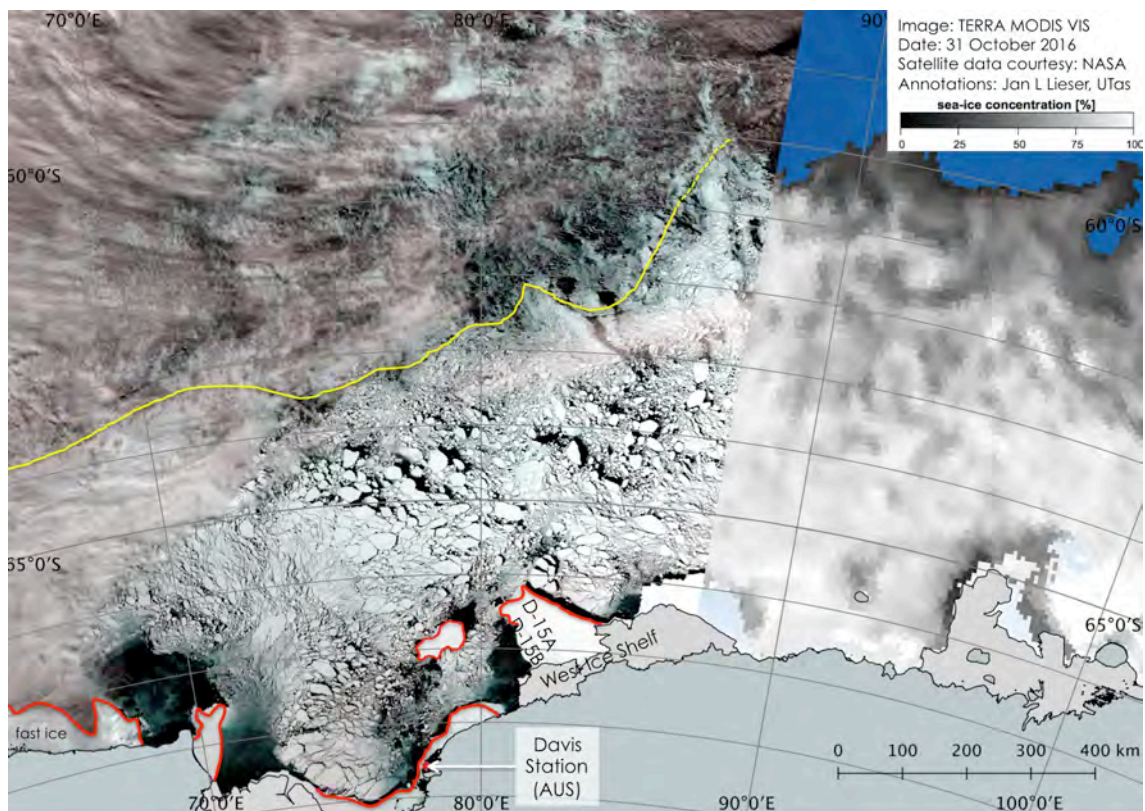 70°0'E
80°0'E
90°
Image: TERRA MODIS VIS
Date: 31 October 2016
Satellite data courtesy: NASA
Annotations: Jan L Lieser, UTas
sea-ice concentration [%]
0 25 50 75 100
60°0'S
60°0'S
65°0'S
65°0'S
D-15A
D-15B
West Ice Shelf
fast ice
Davis
Station
(AUS)
0 100 200 300 400 km
70°0'E
80°0'E
90°0'E
100°0'E